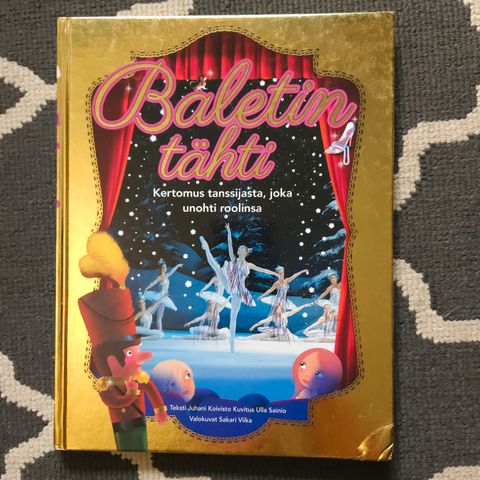 Baletin
tähti
Kertomus tanssijasta, joka
unohti roolinsa
Teksti Juhani Koivisto Kuvitus Ulla Sainio
Valokuvat Sakari Viika